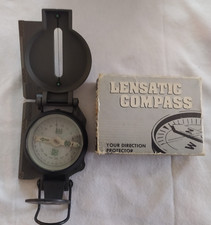 LENSATIC
COMPASS
YOUR DIRECTION
PROTECTOR
W